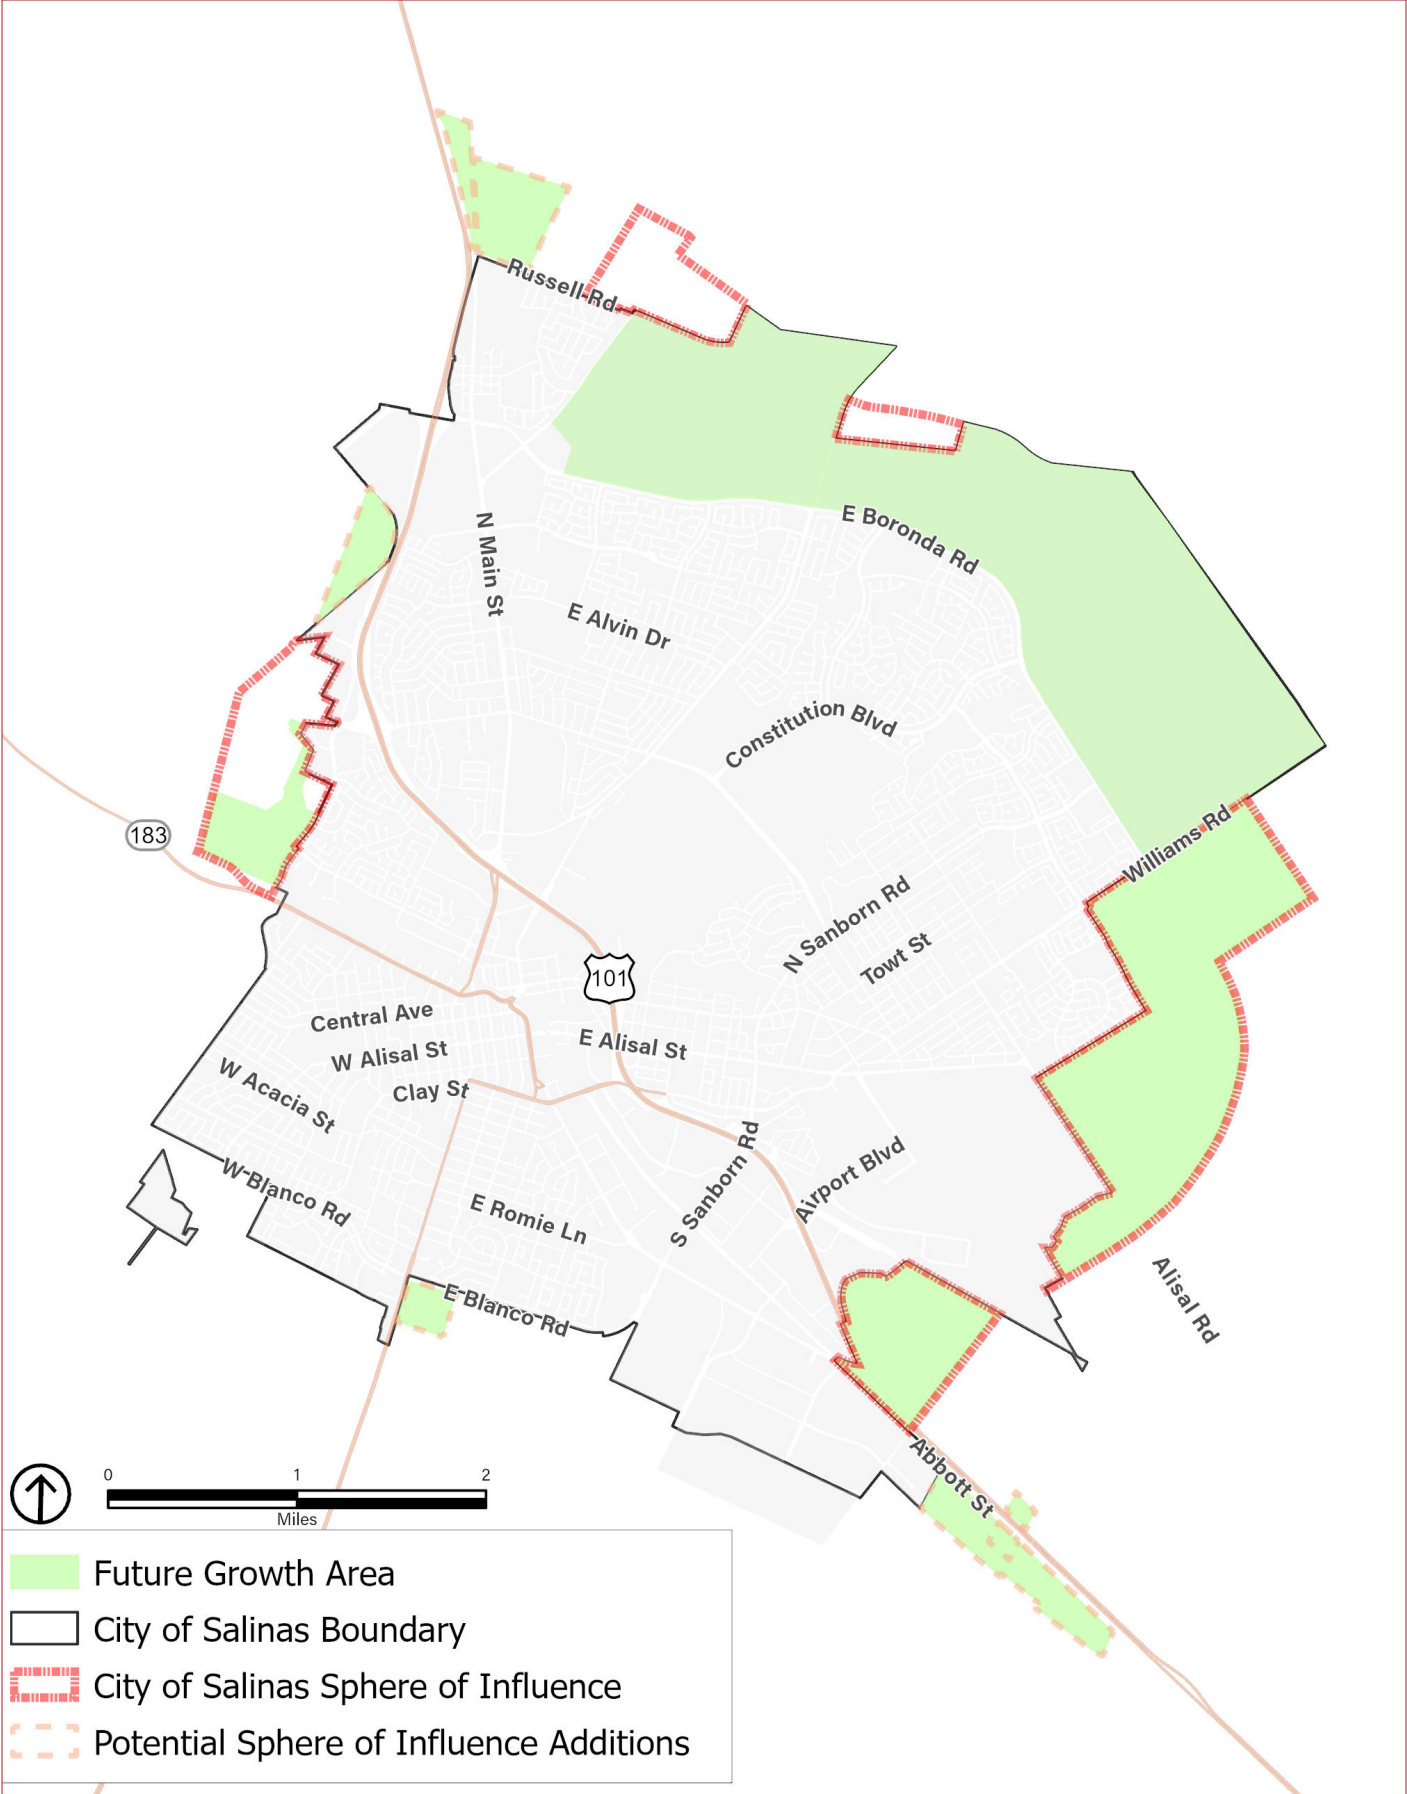 Russell Rd
E Boronda Rd
N Main St
E Alvin Dr
Constitution Blvd
Williams Rd
183
N Sanborn Rd
Towt St
101
Central Ave
E Alisal St
W Alisal St
W Acacia St
Clay St
S Sanborn Rd
Airport Blvd
W Blanco Rd
E Romie Ln
E Blanco Rd
Alisal Rd
Abbott St
0 1 2
Miles
Future Growth Area
City of Salinas Boundary
City of Salinas Sphere of Influence
Potential Sphere of Influence Additions